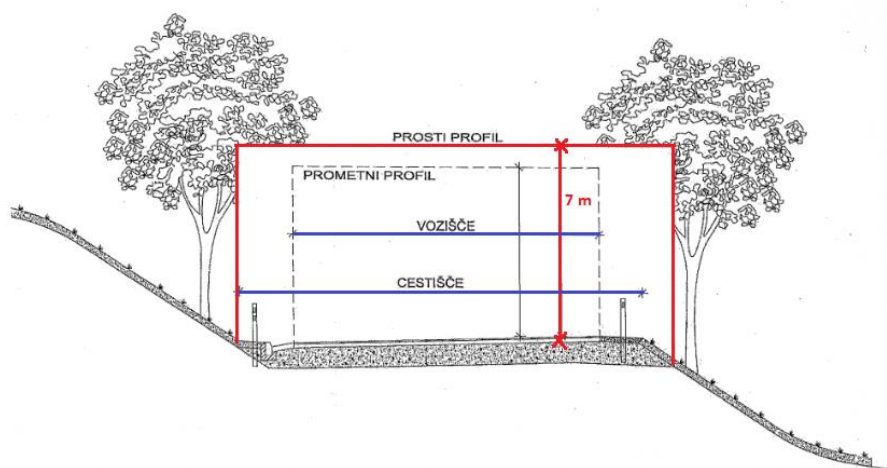 PROSTI PROFIL
PROMETNI PROFIL
7 m
VOZIŠČE
CESTIŠČE